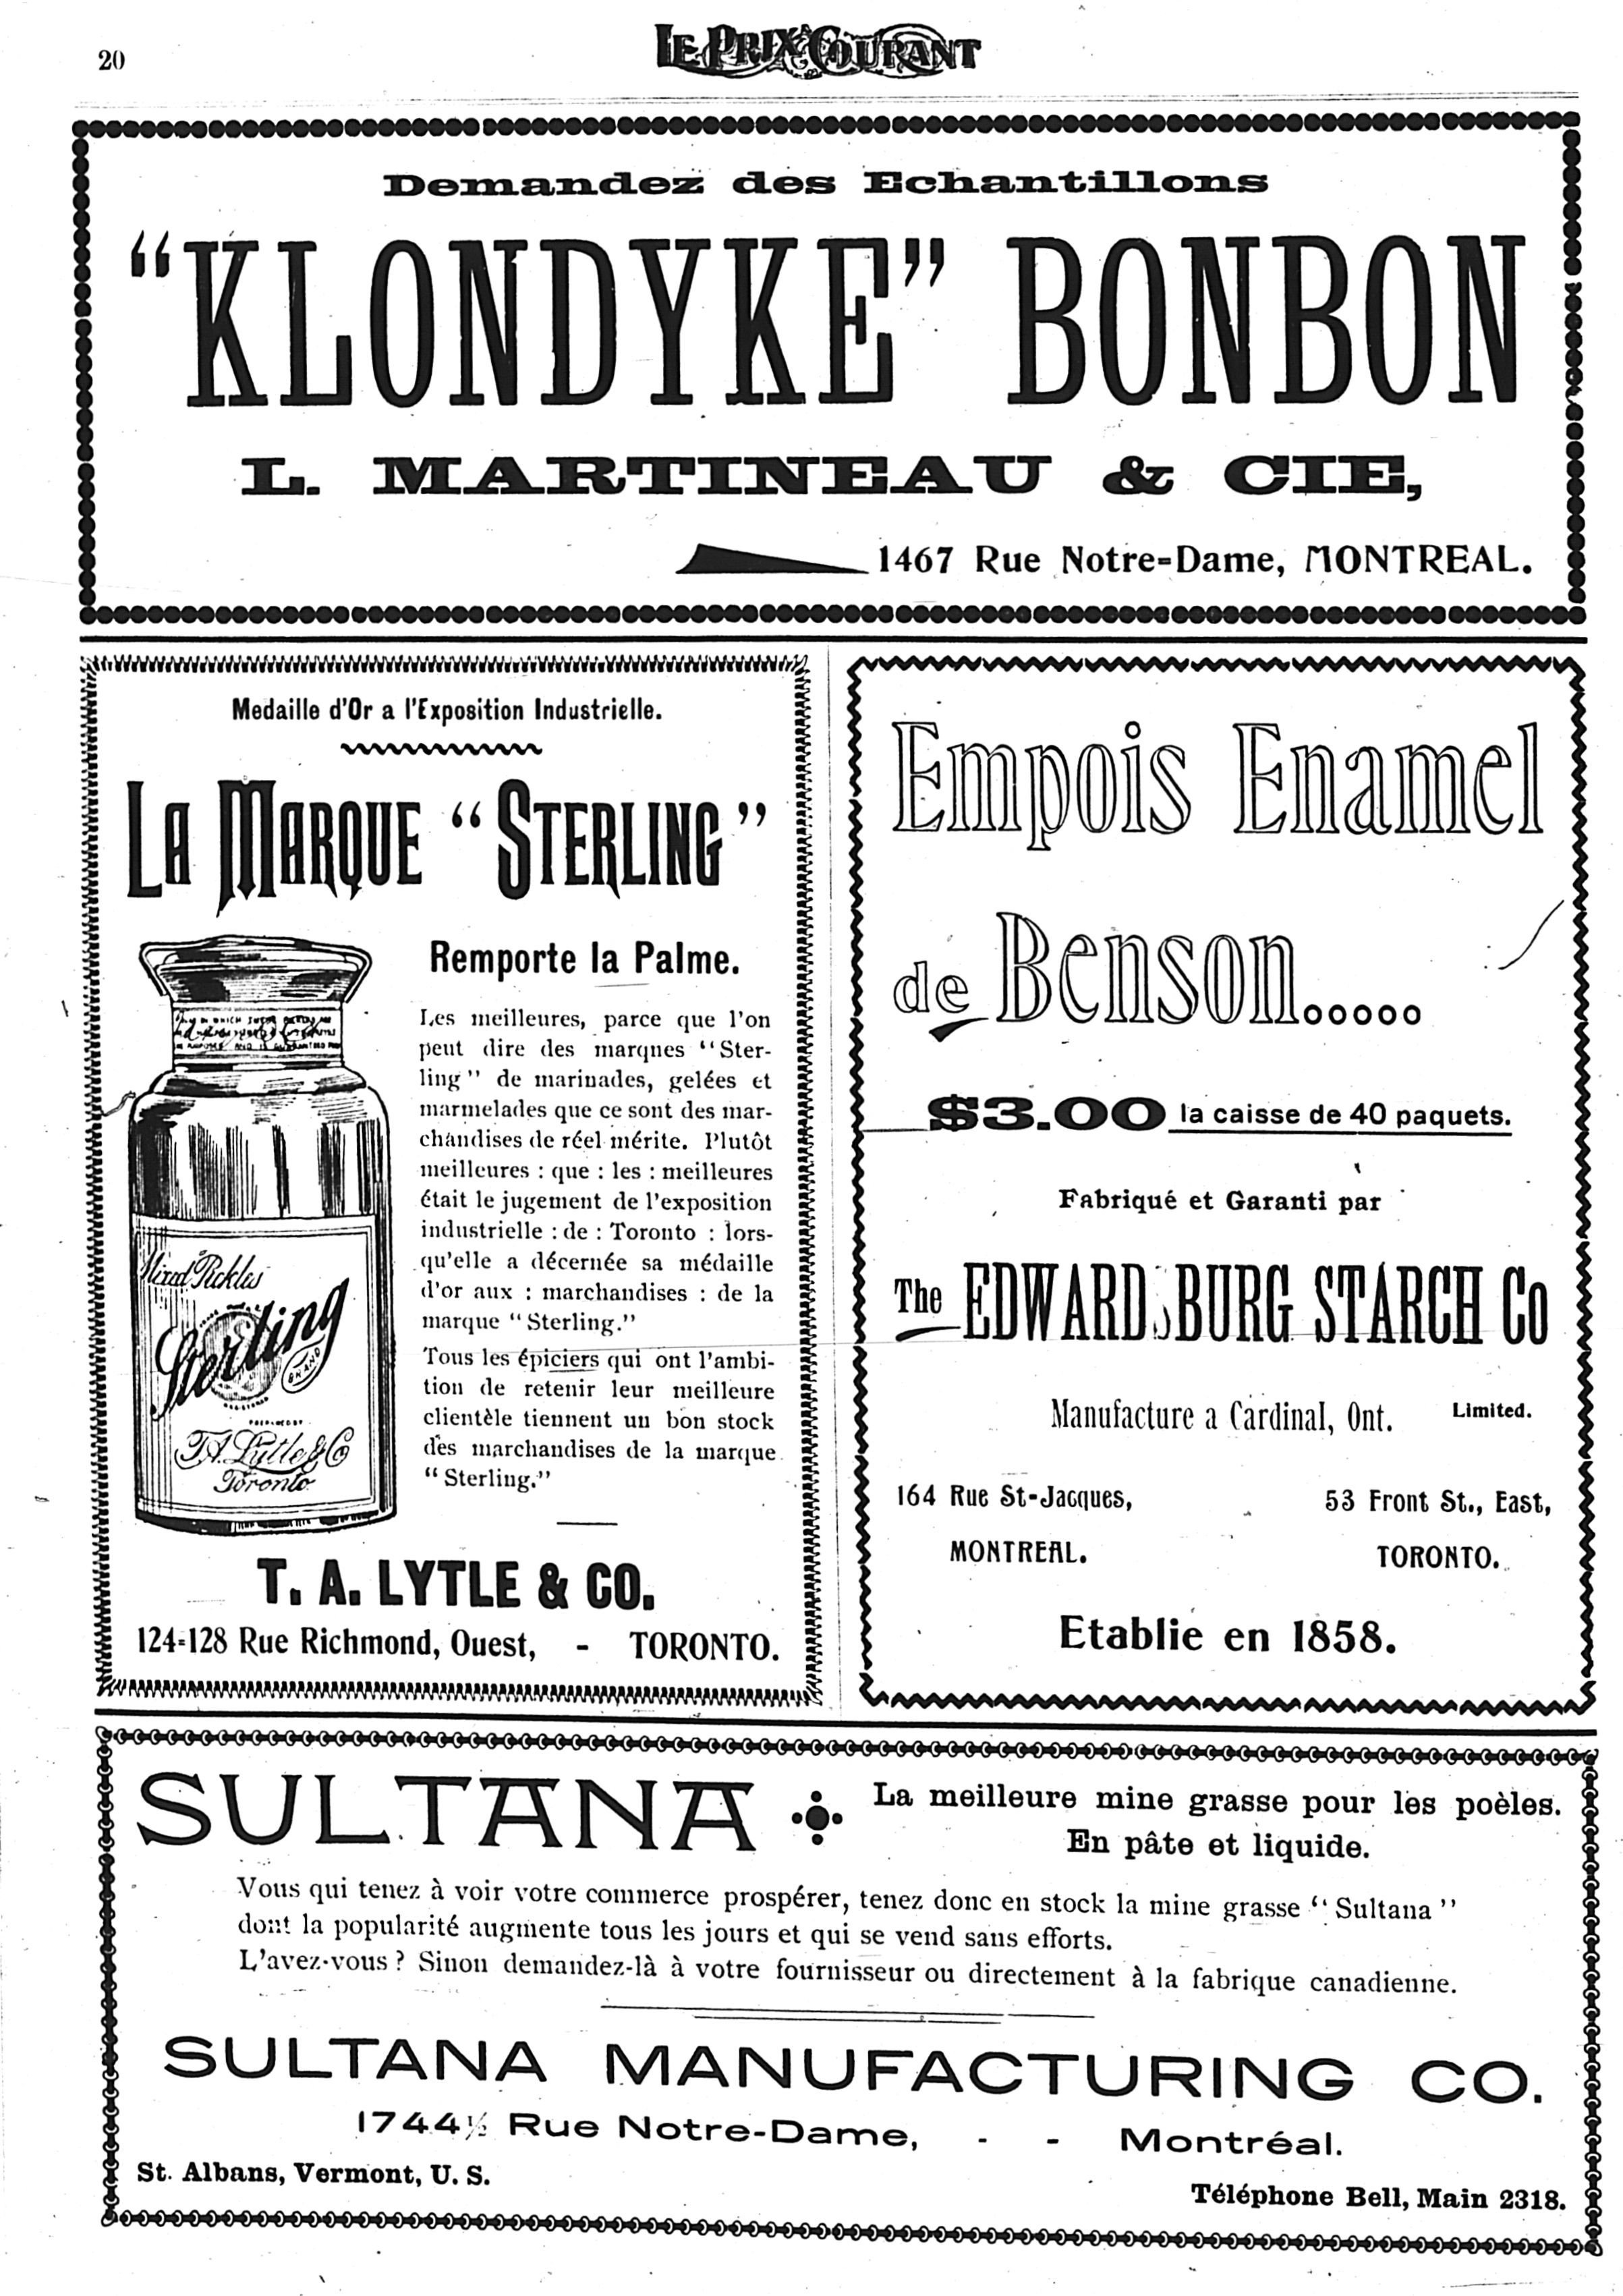 20
LE PRIX COURANT
Demandez des Echantillons
"KLONDYKE" BONBON
L. MARTINEAU & CIE,
1467 Rue Notre-Dame, MONTREAL.
Medaille d'Or a l'Exposition Industrielle.
LA MARQUE "STERLING"
Remporte la Palme.
Les meilleures, parce que l'on
peut dire des marques "Ster-
ling" de marinades, gelées et
marmelades que ce sont des mar-
chandises de réel mérite. Plutôt
meilleures : que : les : meilleures
était le jugement de l'exposition
industrielle : de : Toronto : lors-
qu'elle a décernée sa médaille
d'or aux : marchandises : de la
marque "Sterling."
Tous les épiciers qui ont l'ambi-
tion de retenir leur meilleure
clientèle tiennent un bon stock
des marchandises de la marque
"Sterling."
Mixed Pickles
Sterling
BRAND
PREPARED BY
T.A. Lytle & Co
Toronto
T. A. LYTLE & CO.
124-128 Rue Richmond, Ouest, - TORONTO.
Empois Enamel
de Benson.....
$3.00 la caisse de 40 paquets.
Fabriqué et Garanti par
The EDWARDSBURG STARCH Co
Manufacture a Cardinal, Ont. Limited.
164 Rue St-Jacques,
MONTREAL.
53 Front St., East,
TORONTO.
Etablie en 1858.
SULTANA
La meilleure mine grasse pour les poèles.
En pâte et liquide.
Vous qui tenez à voir votre commerce prospérer, tenez donc en stock la mine grasse "Sultana"
dont la popularité augmente tous les jours et qui se vend sans efforts.
L'avez-vous ? Sinon demandez-là à votre fournisseur ou directement à la fabrique canadienne.
SULTANA MANUFACTURING CO.
1744½ Rue Notre-Dame, - - Montréal.
St. Albans, Vermont, U. S.
Téléphone Bell, Main 2318.